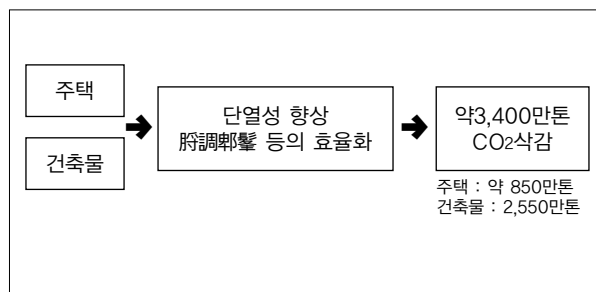 주택
건축물
단열성 향상
등의 효율화
약3,400만톤
CO2삭감
주택 : 약 850만톤
건축물 : 2,550만톤